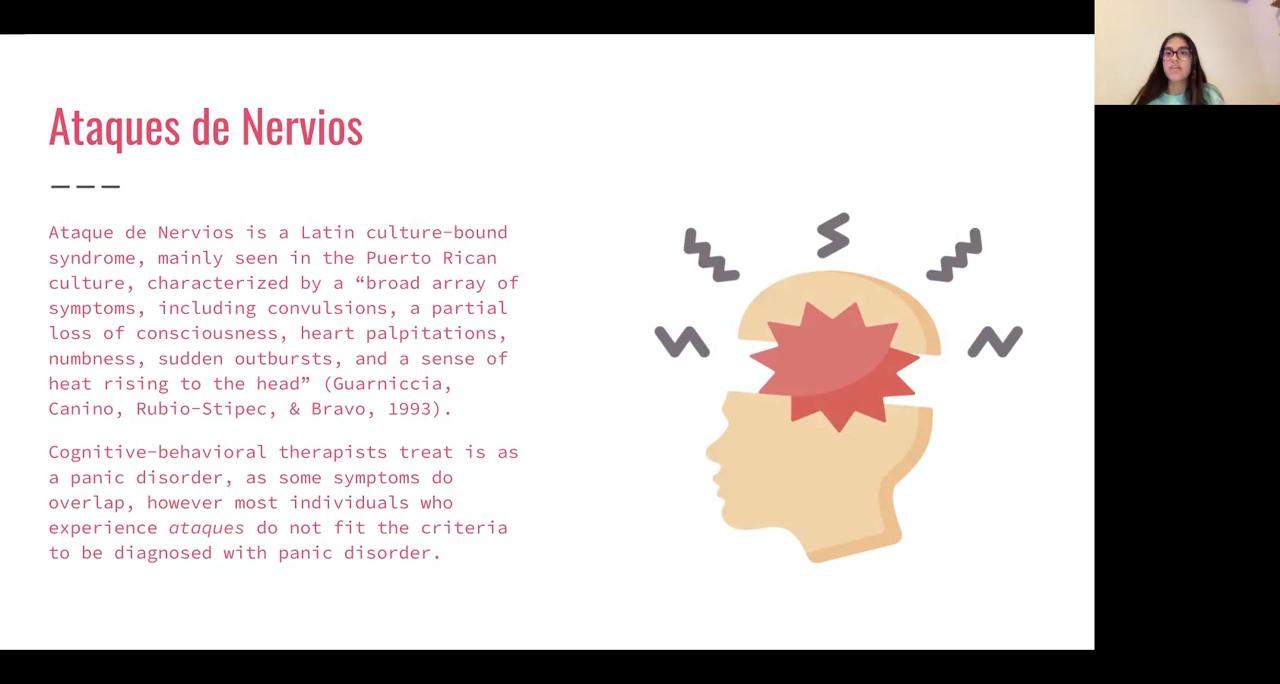 Ataques de Nervios
Ataque de Nervios is a Latin culture-bound
syndrome, mainly seen in the Puerto Rican
culture, characterized by a “broad array of
symptoms, including convulsions, a partial
loss of consciousness, heart palpitations,
numbness, sudden outbursts, and a sense of
heat rising to the head” (Guarniccia,
Canino, Rubio-Stipec, & Bravo, 1993).
Cognitive-behavioral therapists treat is as
a panic disorder, as some symptoms do
overlap, however most individuals who
experience ataques do not fit the criteria
to be diagnosed with panic disorder.